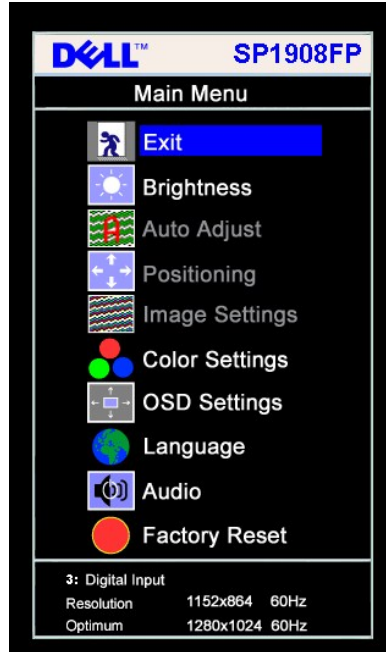 DELL™ SP1908FP
Main Menu
Exit
Brightness
Auto Adjust
Positioning
Image Settings
Color Settings
OSD Settings
Language
Audio
Factory Reset
3: Digital Input
Resolution 1152x864 60Hz
Optimum 1280x1024 60Hz